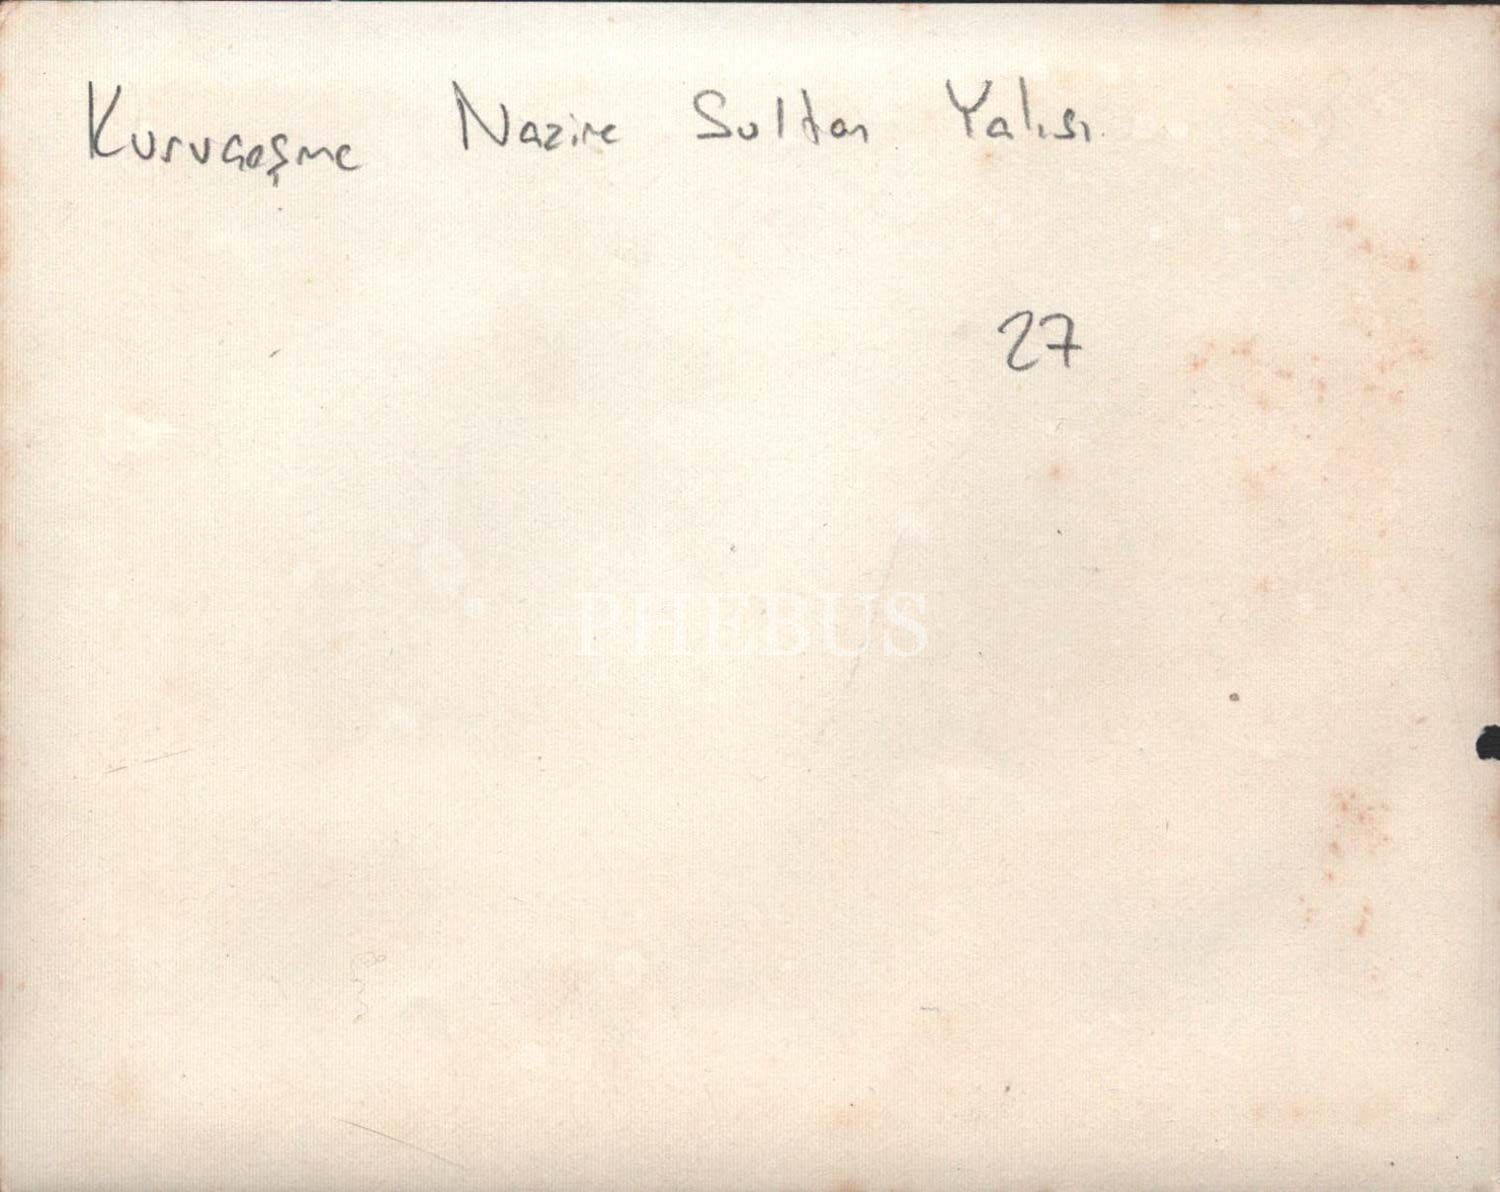 Kuruçeşme Nazire Sultan Yalısı
27
PHEBUS